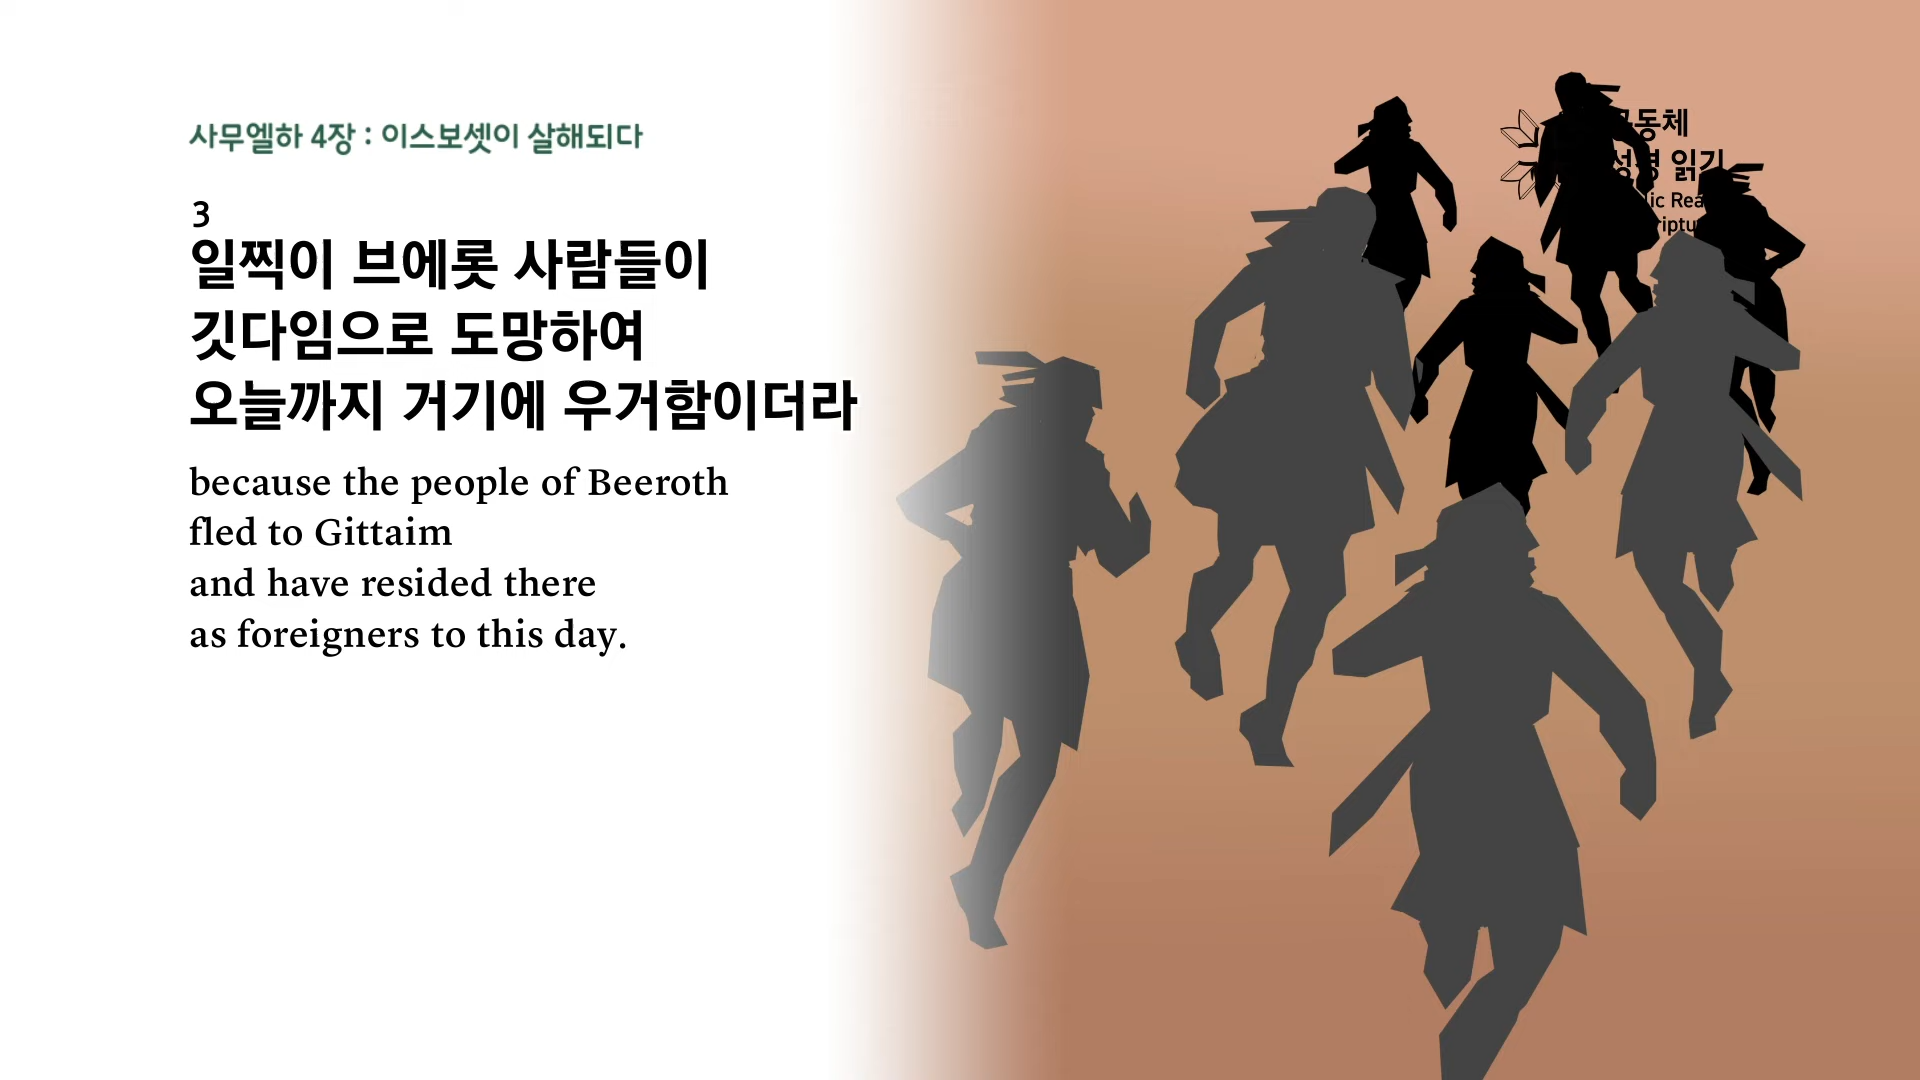 사무엘하 4장 : 이스보셋이 살해되다
3
일찍이 브에롯 사람들이
깃다임으로 도망하여
오늘까지 거기에 우거함이더라
because the people of Beeroth
fled to Gittaim
and have resided there
as foreigners to this day.
읽기